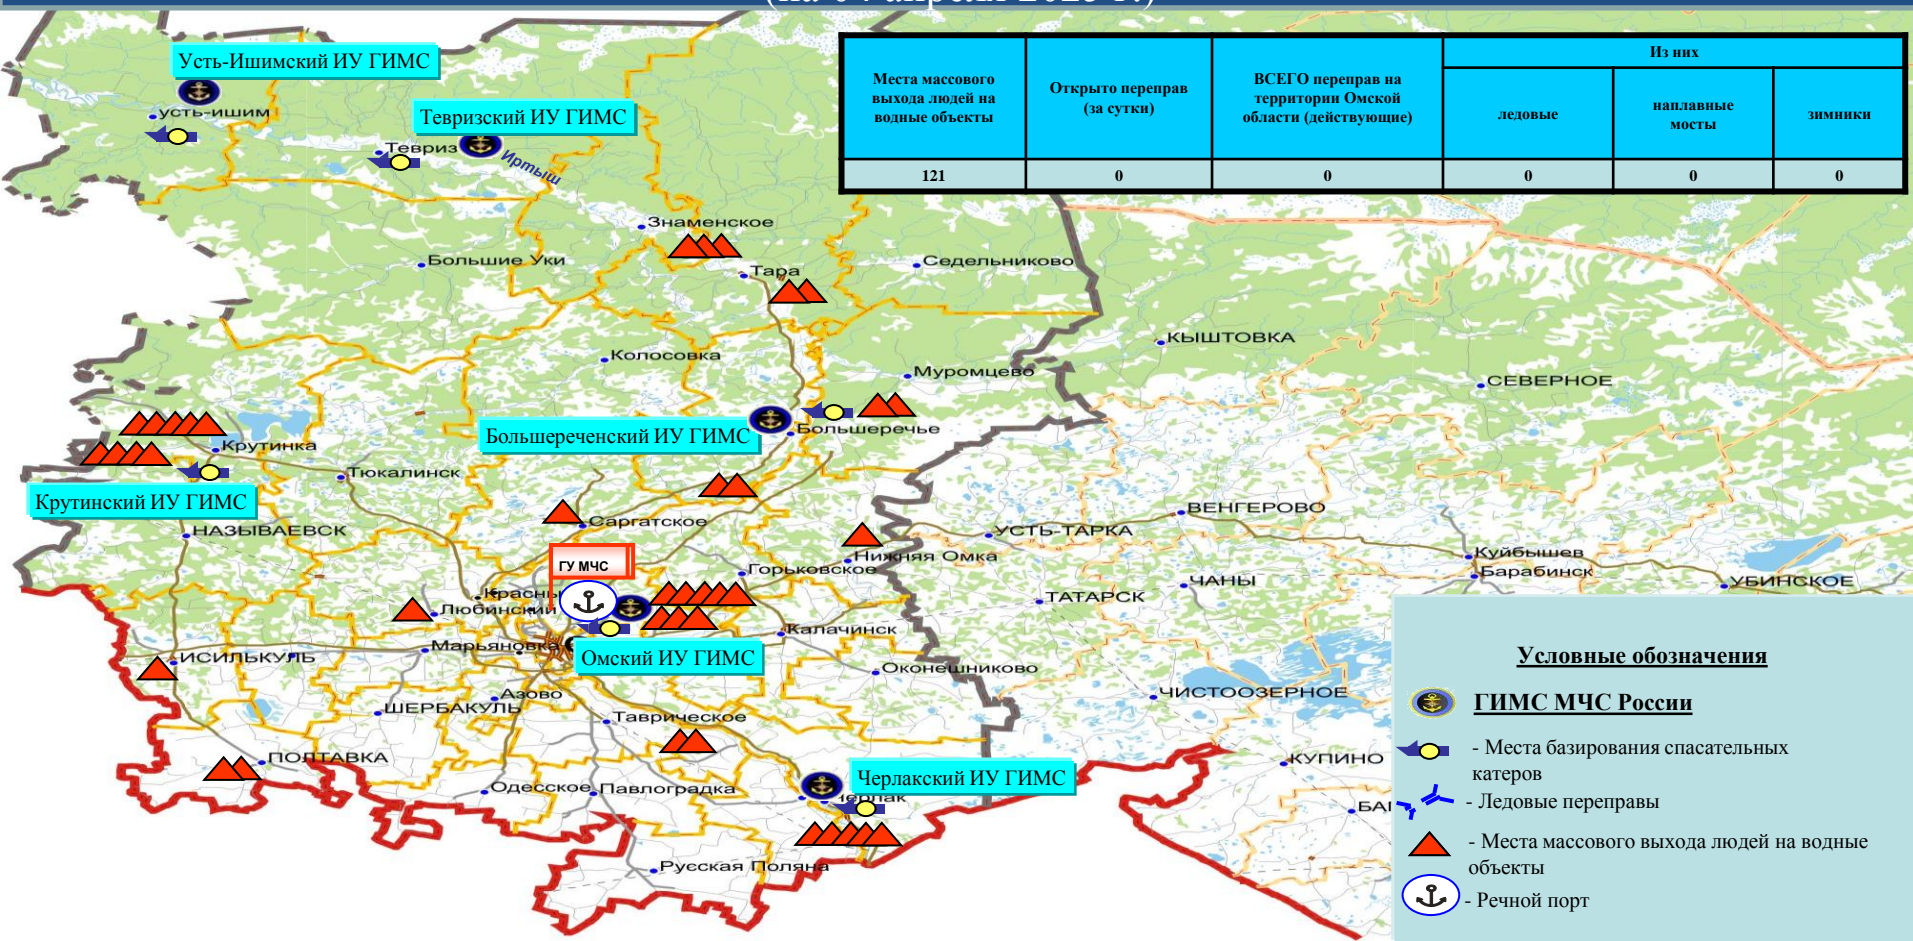 Усть-Ишимский ИУ ГИМС
усть-ишим
Тевризский ИУ ГИМС
Тевриз
Иртыш
Места массового
выхода людей на
водные объекты
Открыто переправ
(за сутки)
ВСЕГО переправ на
территории Омской
области (действующие)
Из них
ледовые
наплавные
мосты
зимники
121
0
0
0
0
0
Знаменское
Большие Уки
Тара
Седельниково
Колосовка
Муромцево
КЫШТОВКА
СЕВЕРНОЕ
Большереченский ИУ ГИМС
Большеречье
Крутинка
Тюкалинск
Крутинский ИУ ГИМС
НАЗЫВАЕВСК
Саргатское
УСТЬ-ТАРКА
ВЕНГЕРОВО
Нижняя Омка
Куйбышев
Барабинск
УБИНСКОЕ
ГУ МЧС
Горьковское
ЧАНЫ
ТАТАРСК
Любинский
Калачинск
Марьяновка
Омский ИУ ГИМС
ИСИЛЬКУЛЬ
Оконешниково
ЧИСТООЗЕРНОЕ
Азово
ШЕРБАКУЛЬ
Таврическое
ПОЛТАВКА
КУПИНО
Одесское
Павлоградка
Черлакский ИУ ГИМС
Русская Поляна
Условные обозначения
ГИМС МЧС России
- Места базирования спасательных
катеров
- Ледовые переправы
- Места массового выхода людей на водные
объекты
- Речной порт